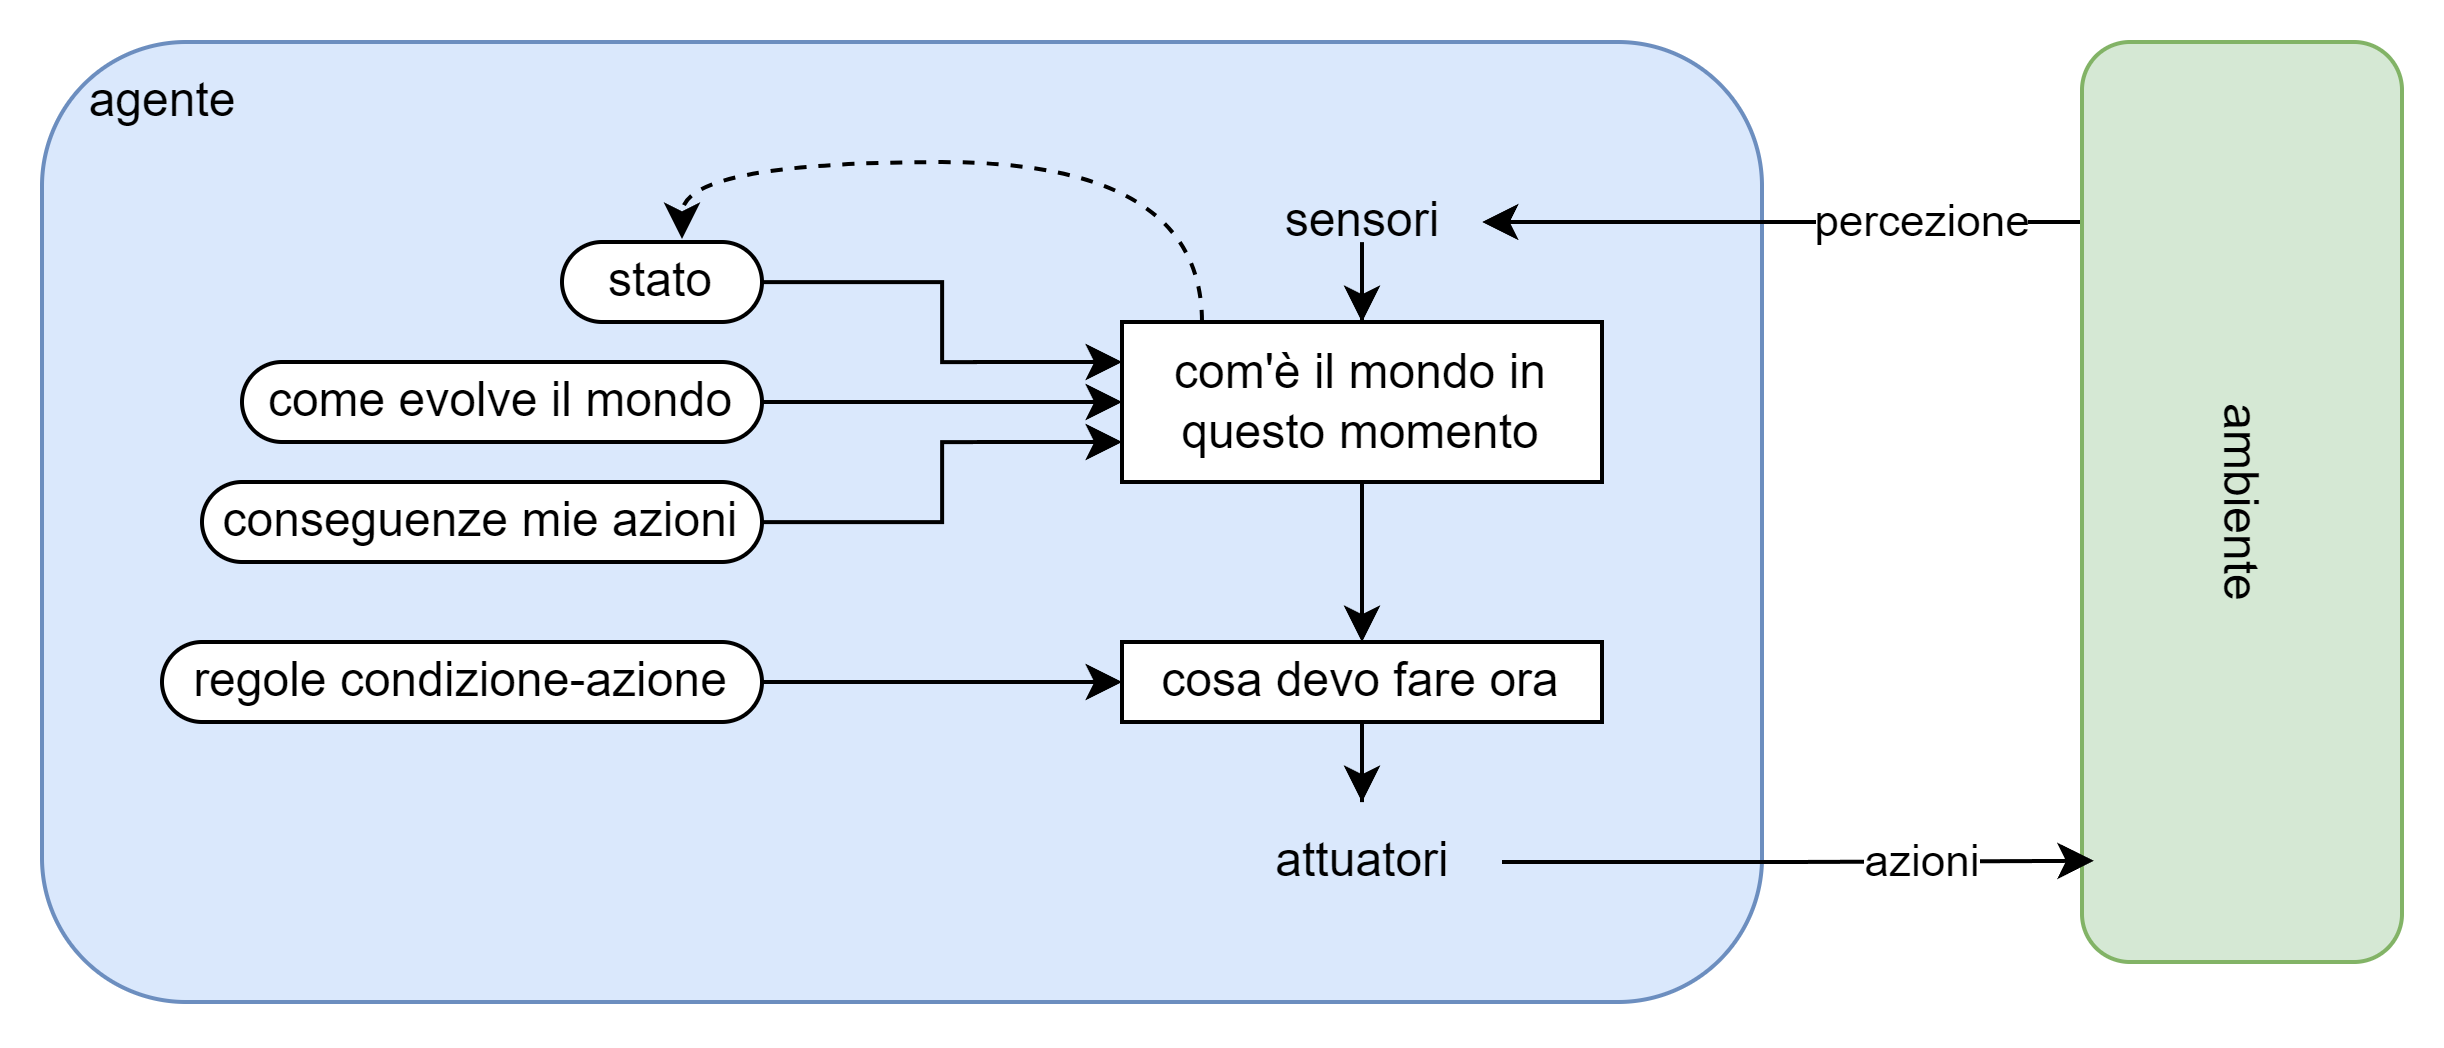 agente
sensori
percezione
stato
com'è il mondo in
questo momento
come evolve il mondo
conseguenze mie azioni
ambiente
regole condizione-azione
cosa devo fare ora
attuatori
azioni